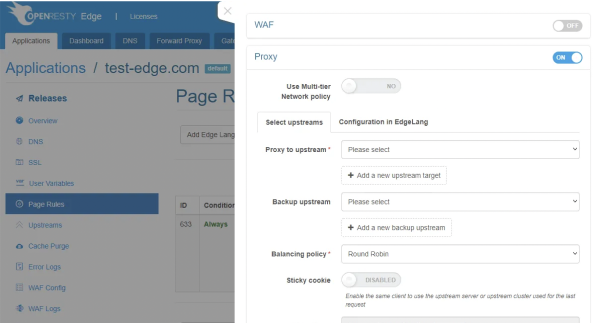 OPENRESTY Edge | Licenses
Applications Dashboard DNS Forward Proxy
Applications / test-edge.com default
Releases
Overview
DNS
SSL
User Variables
Page Rules
Upstreams
Cache Purge
Error Logs
WAF Config
WAF Logs
Page R
Add Edge Lang
ID Condition
633 Always
WAF OFF
Proxy ON
Use Multi-tier
Network policy
NO
Select upstreams Configuration in EdgeLang
Proxy to upstream * Please select
+ Add a new upstream target
Backup upstream Please select
+ Add a new backup upstream
Balancing policy * Round Robin
Sticky cookie DISABLED
Enable the same client to use the upstream server or upstream cluster used for the last
request